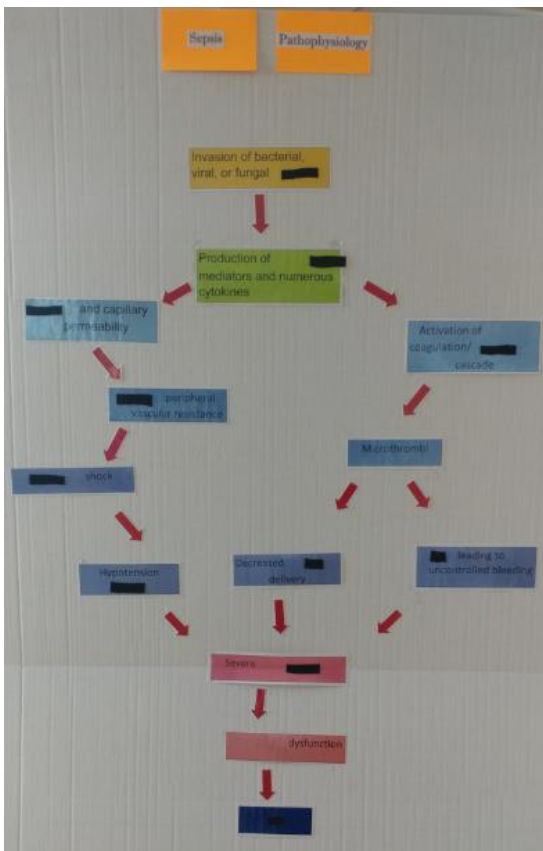 Sepsis
Pathophysiology
Invasion of bacterial,
viral, or fungal
Production of
mediators and numerous
cytokines
and capillary
permeability
peripheral
vascular resistance
shock
Hypotension
Activation of
coagulation/
cascade
Microthrombi
Decreased
delivery
leading to
uncontrolled bleeding
Severe
dysfunction